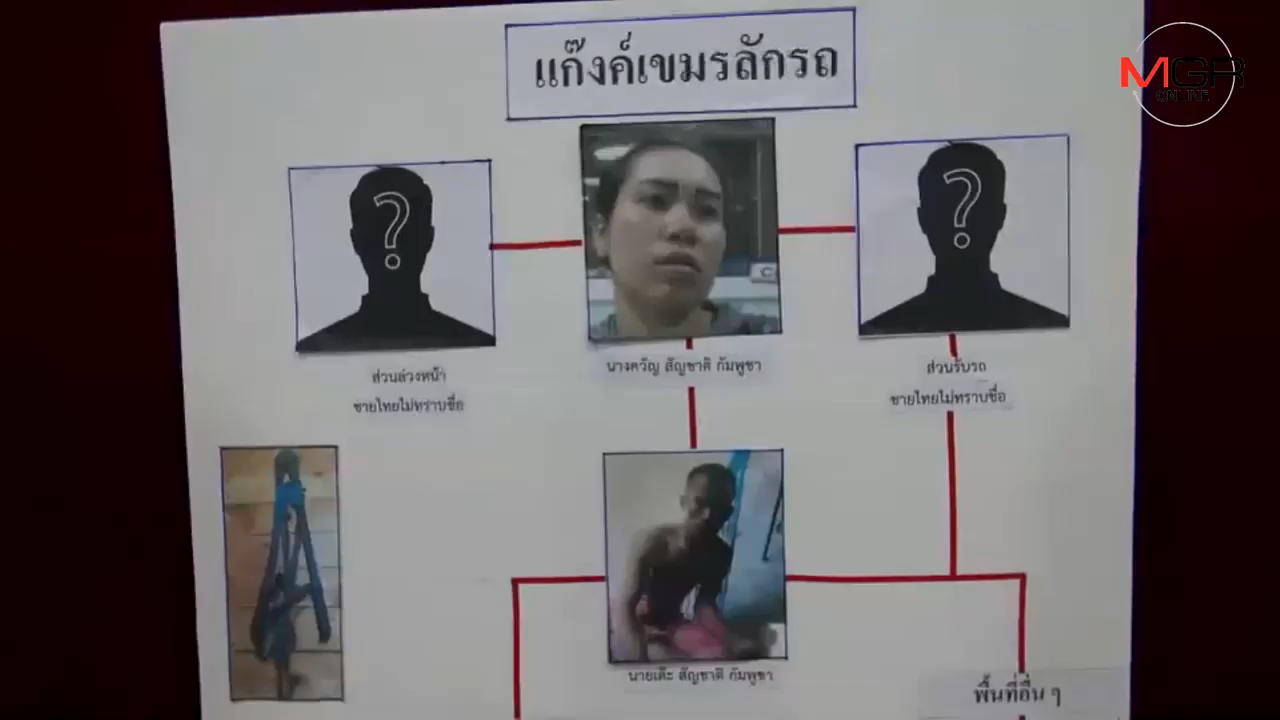 แก๊งค์เขมรลักรถ
MGR
ONLINE
?
?
นางควัญ สัญชาติ กัมพูชา
ส่วนล่วงหน้า
ชายไทยไม่ทราบชื่อ
ส่วนรับรถ
ชายไทยไม่ทราบชื่อ
นายเต๊ะ สัญชาติ กัมพูชา
พื้นที่อื่น ๆ